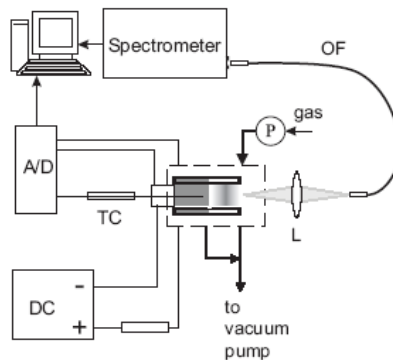 Spectrometer
OF
gas
P
A/D
TC
L
DC
-
+
to
vacuum
pump